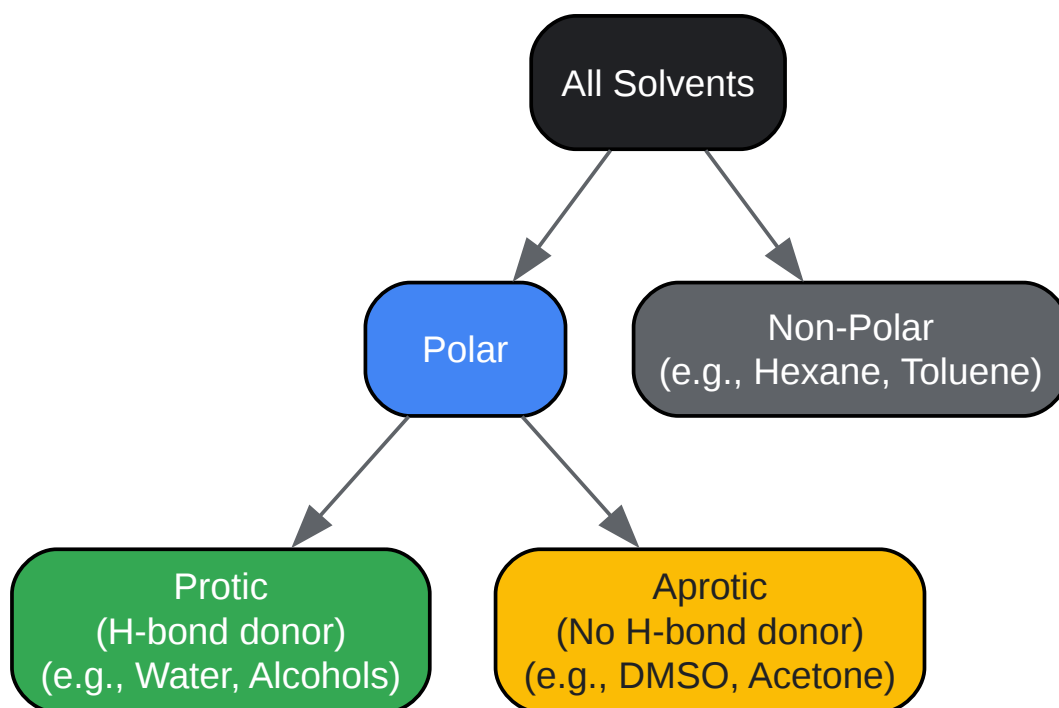 All Solvents
Polar
Non-Polar
(e.g., Hexane, Toluene)
Protic
(H-bond donor)
(e.g., Water, Alcohols)
Aprotic
(No H-bond donor)
(e.g., DMSO, Acetone)